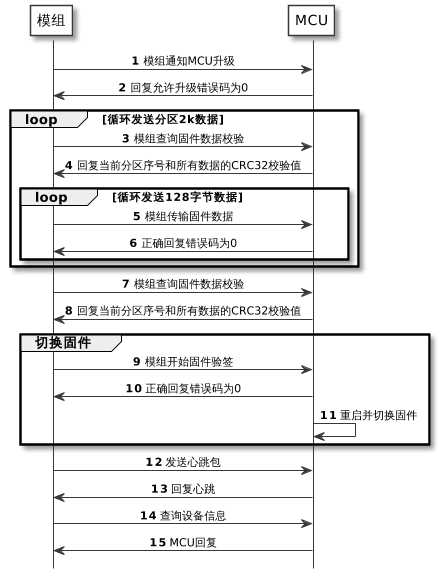 模组 MCU
1 模组通知MCU升级
2 回复允许升级错误码为0
loop [循环发送分区2k数据]
3 模组查询固件数据校验
4 回复当前分区序号和所有数据的CRC32校验值
loop [循环发送128字节数据]
5 模组传输固件数据
6 正确回复错误码为0
7 模组查询固件数据校验
8 回复当前分区序号和所有数据的CRC32校验值
切换固件
9 模组开始固件验签
10 正确回复错误码为0
11 重启并切换固件
12 发送心跳包
13 回复心跳
14 查询设备信息
15 MCU回复